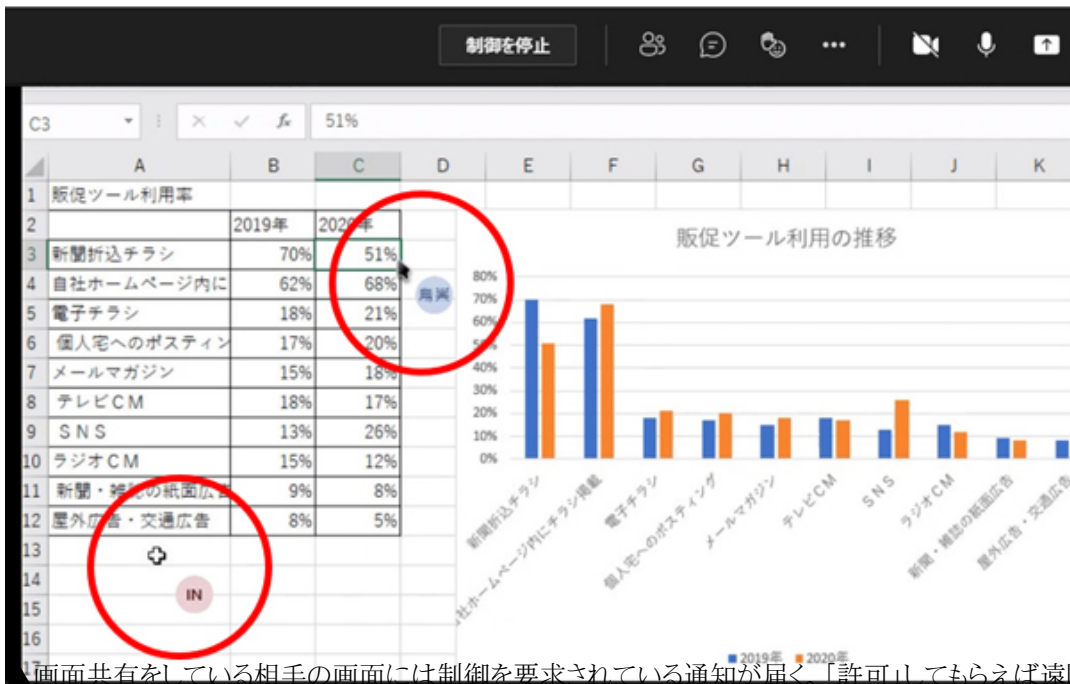 制御を停止
C3 fx 51%
A B C D E F G H I J K
1 販促ツール利用率
2 2019年 2020年
3 新聞折込チラシ 70% 51%
4 自社ホームページ内に 62% 68%
5 電子チラシ 18% 21%
6 個人宅へのポスティン 17% 20%
7 メールマガジン 15% 18%
8 テレビCM 18% 17%
9 SNS 13% 26%
10 ラジオCM 15% 12%
11 新聞・雑誌の紙面広告 9% 8%
12 屋外広告・交通広告 8% 5%
13
14
15
16
17
IN
販促ツール利用の推移
80%
70%
60%
50%
40%
30%
20%
10%
0%
新聞折込チラシ
社ホームページ内にチラシ掲載
電子チラシ
個人宅へのポスティング
メールマガジン
テレビCM
SNS
ラジオCM
新聞・雑誌の紙面広告
屋外広告・交通広告
2019年 2020年
画面共有をしている相手の画面には制御を要求されている通知が届く。「許可」してもらえば遠